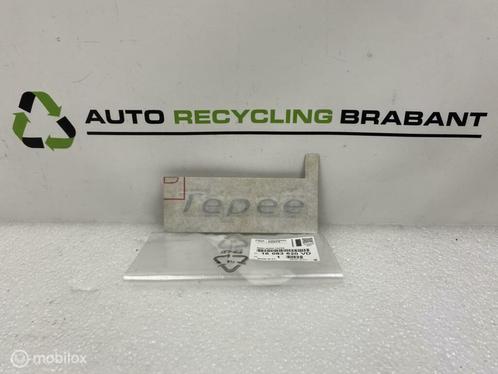 AUTO RECYCLING BRABANT
Tepee
16 083 620 VD
mobilox